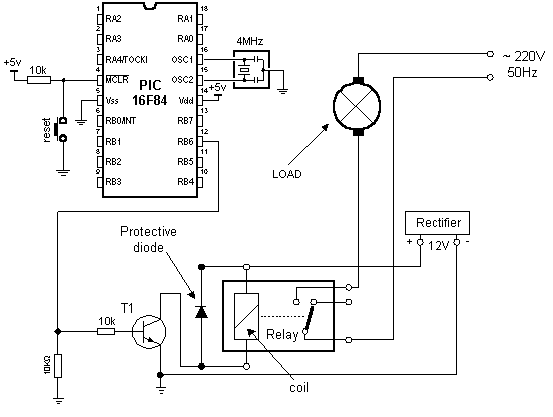 1 18
RA2 RA1
2 17
RA3 RA0
3 16
RA4/TOCKI OSC1
4MHz
+5v 10k
4 15
MCLR OSC2
PIC
16F84
+5v
5 14
Vss Vdd
6 13
RB0/INT RB7
reset
7 12
RB1 RB6
8 11
RB2 RB5
9 10
RB3 RB4
~ 220V
50Hz
LOAD
Rectifier
+ 12V -
Protective
diode
T1
10k
10kΩ
Relay
coil